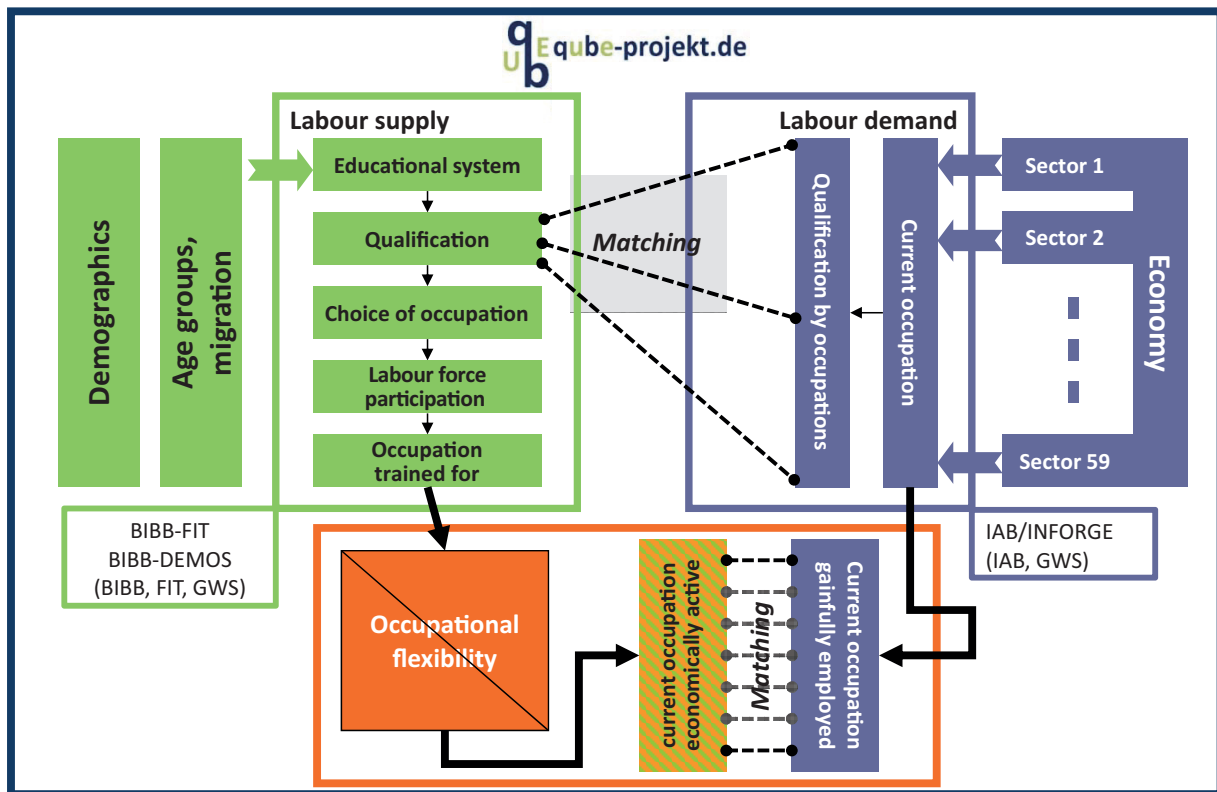 qUBE qube-projekt.de
Labour supply
Labour demand
Demographics
Age groups,
migration
Educational system
Qualification
Choice of occupation
Labour force
participation
Occupation
trained for
Matching
Qualification by occupations
Current occupation
Sector 1
Sector 2
Sector 59
Economy
BIBB-FIT
BIBB-DEMOS
(BIBB, FIT, GWS)
IAB/INFORGE
(IAB, GWS)
Occupational
flexibility
current occupation
economically active
Matching
Current occupation
gainfully employed